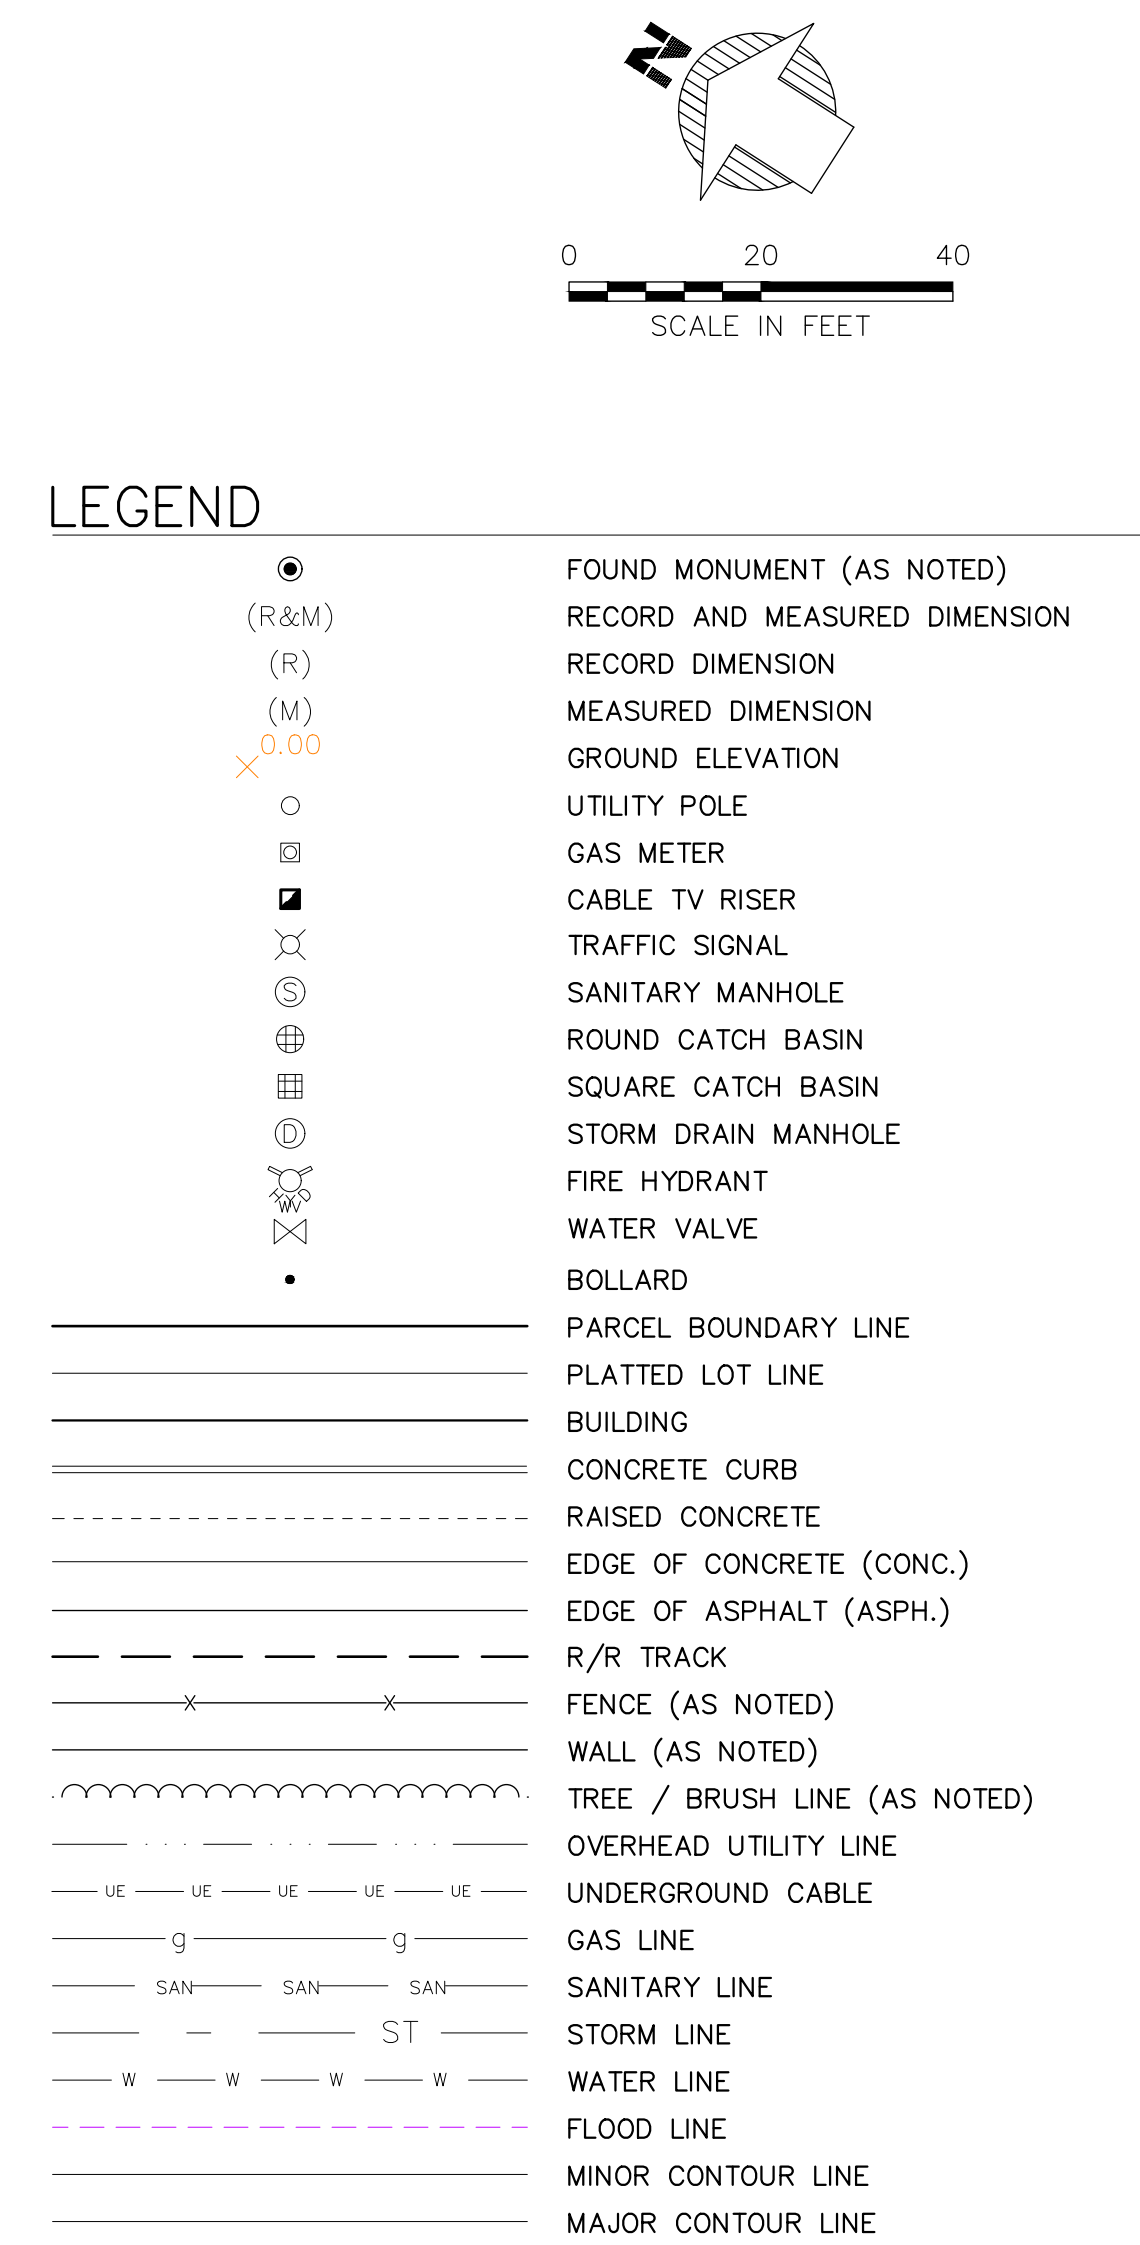 N
0 20 40
SCALE IN FEET
LEGEND
FOUND MONUMENT (AS NOTED)
(R&M) RECORD AND MEASURED DIMENSION
(R) RECORD DIMENSION
(M) MEASURED DIMENSION
0.00 GROUND ELEVATION
UTILITY POLE
GAS METER
CABLE TV RISER
TRAFFIC SIGNAL
S SANITARY MANHOLE
ROUND CATCH BASIN
SQUARE CATCH BASIN
D STORM DRAIN MANHOLE
HYD FIRE HYDRANT
WV WATER VALVE
BOLLARD
PARCEL BOUNDARY LINE
PLATTED LOT LINE
BUILDING
CONCRETE CURB
RAISED CONCRETE
EDGE OF CONCRETE (CONC.)
EDGE OF ASPHALT (ASPH.)
R/R TRACK
X X FENCE (AS NOTED)
WALL (AS NOTED)
TREE / BRUSH LINE (AS NOTED)
OVERHEAD UTILITY LINE
UE UE UE UE UE UNDERGROUND CABLE
g g GAS LINE
SAN SAN SAN SANITARY LINE
ST STORM LINE
W W W W WATER LINE
FLOOD LINE
MINOR CONTOUR LINE
MAJOR CONTOUR LINE